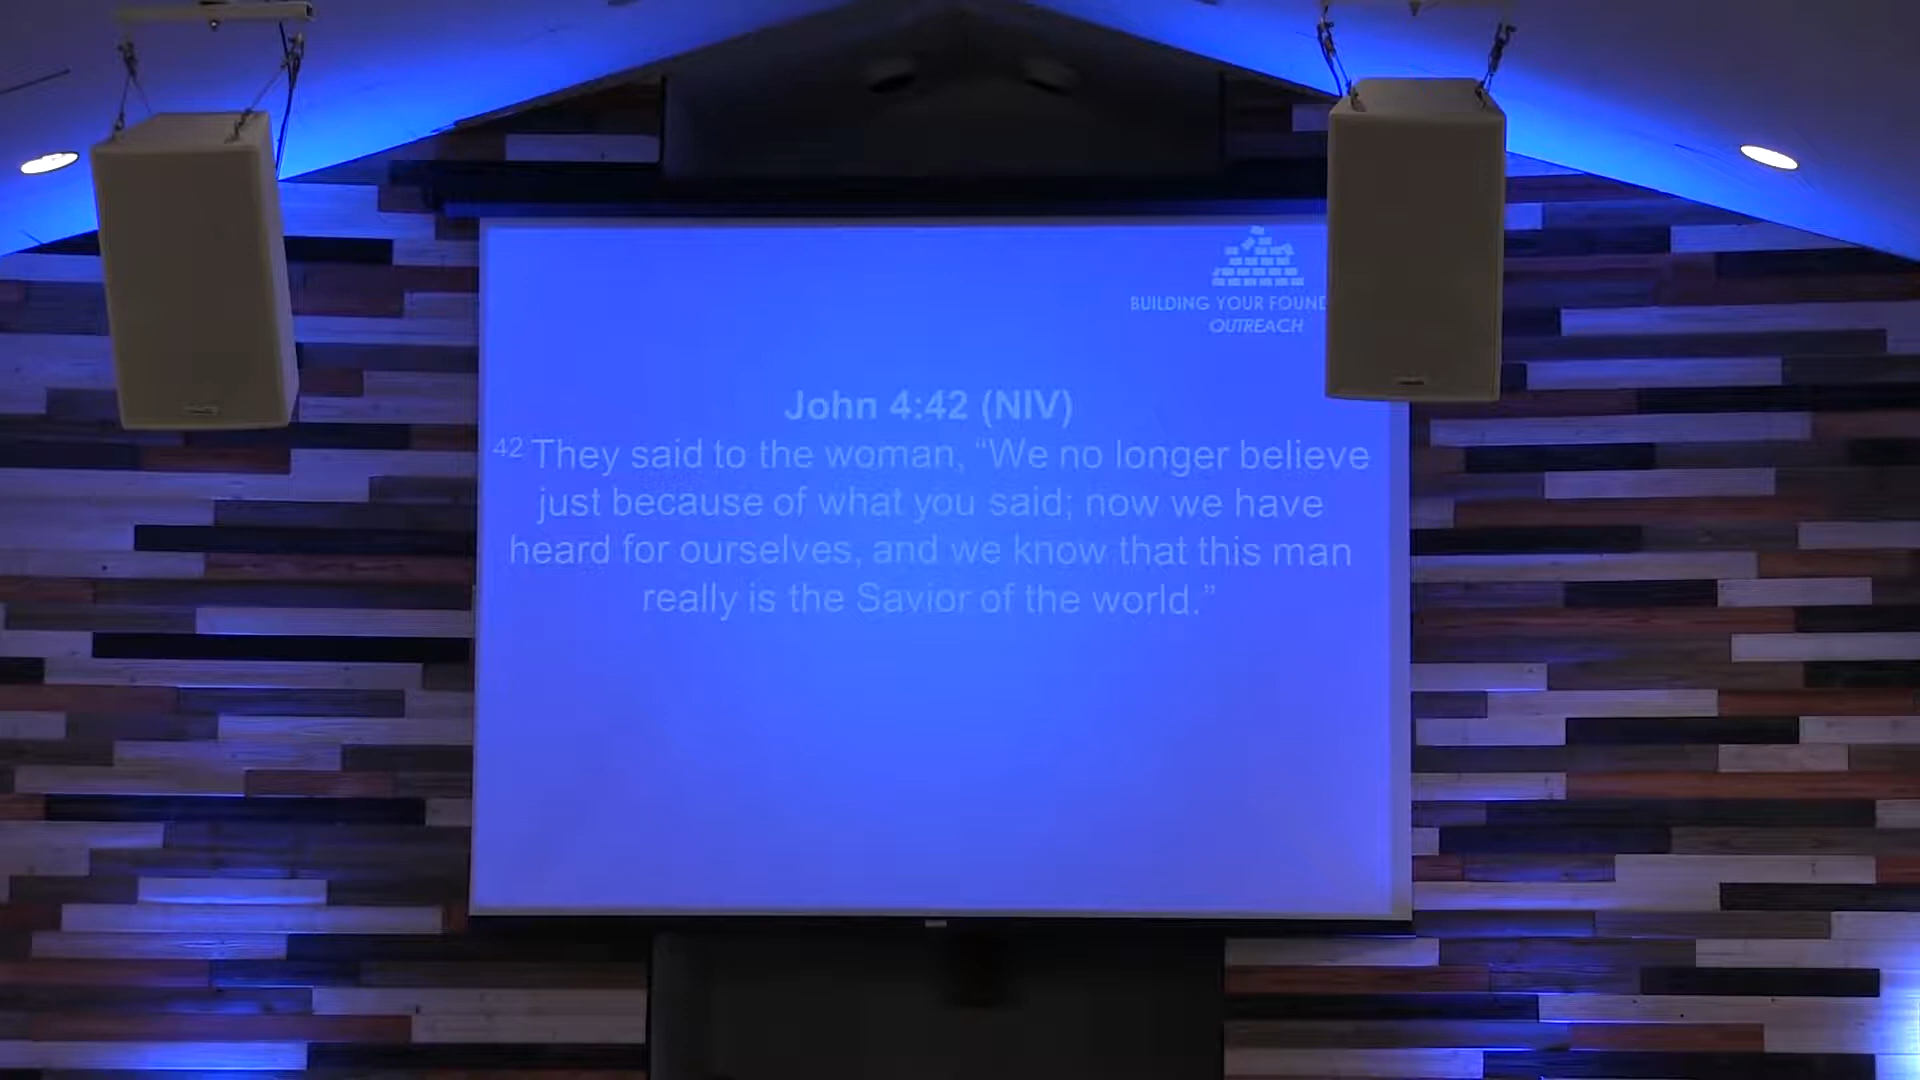 BUILDING YOUR FOUND
OUTREACH
John 4:42 (NIV)
42 They said to the woman, “We no longer believe
just because of what you said; now we have
heard for ourselves, and we know that this man
really is the Savior of the world.”